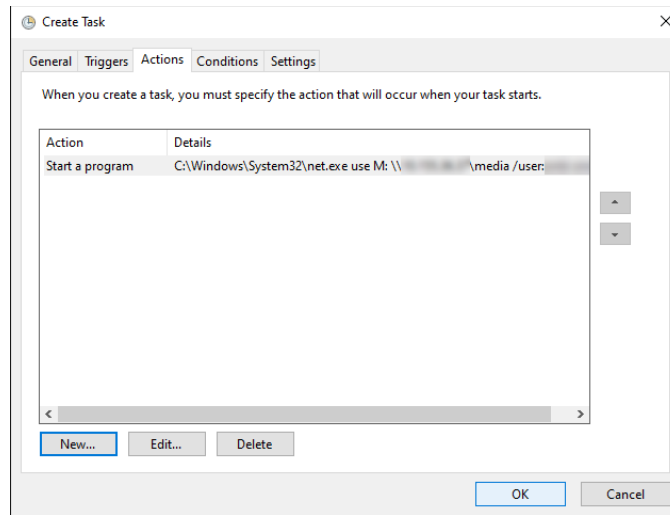 Create Task
General Triggers Actions Conditions Settings
When you create a task, you must specify the action that will occur when your task starts.
Action Details
Start a program C:\Windows\System32\net.exe use M: \\ \media /user:
New... Edit... Delete
OK Cancel